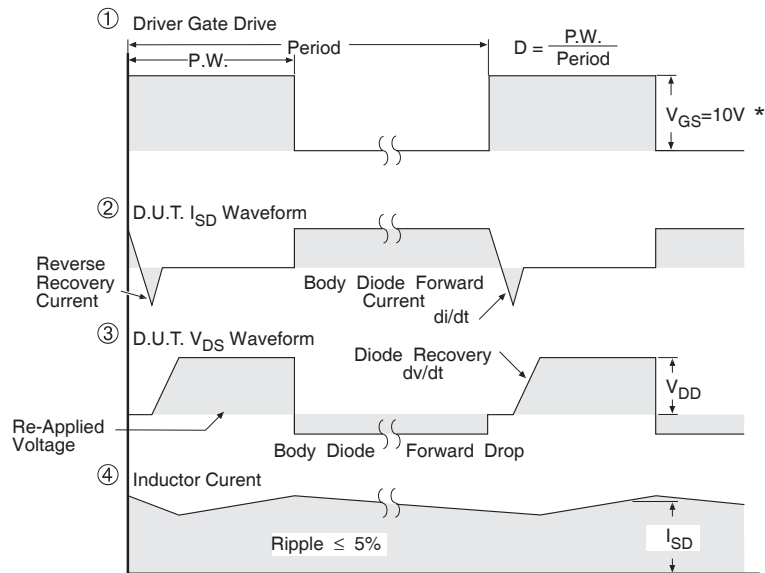 ① Driver Gate Drive
Period
P.W.
D = P.W. / Period
V_GS=10V *
② D.U.T. I_SD Waveform
Reverse
Recovery
Current
Body Diode Forward
Current
di/dt
③ D.U.T. V_DS Waveform
Diode Recovery
dv/dt
V_DD
Re-Applied
Voltage
Body Diode Forward Drop
④ Inductor Curent
Ripple ≤ 5%
I_SD